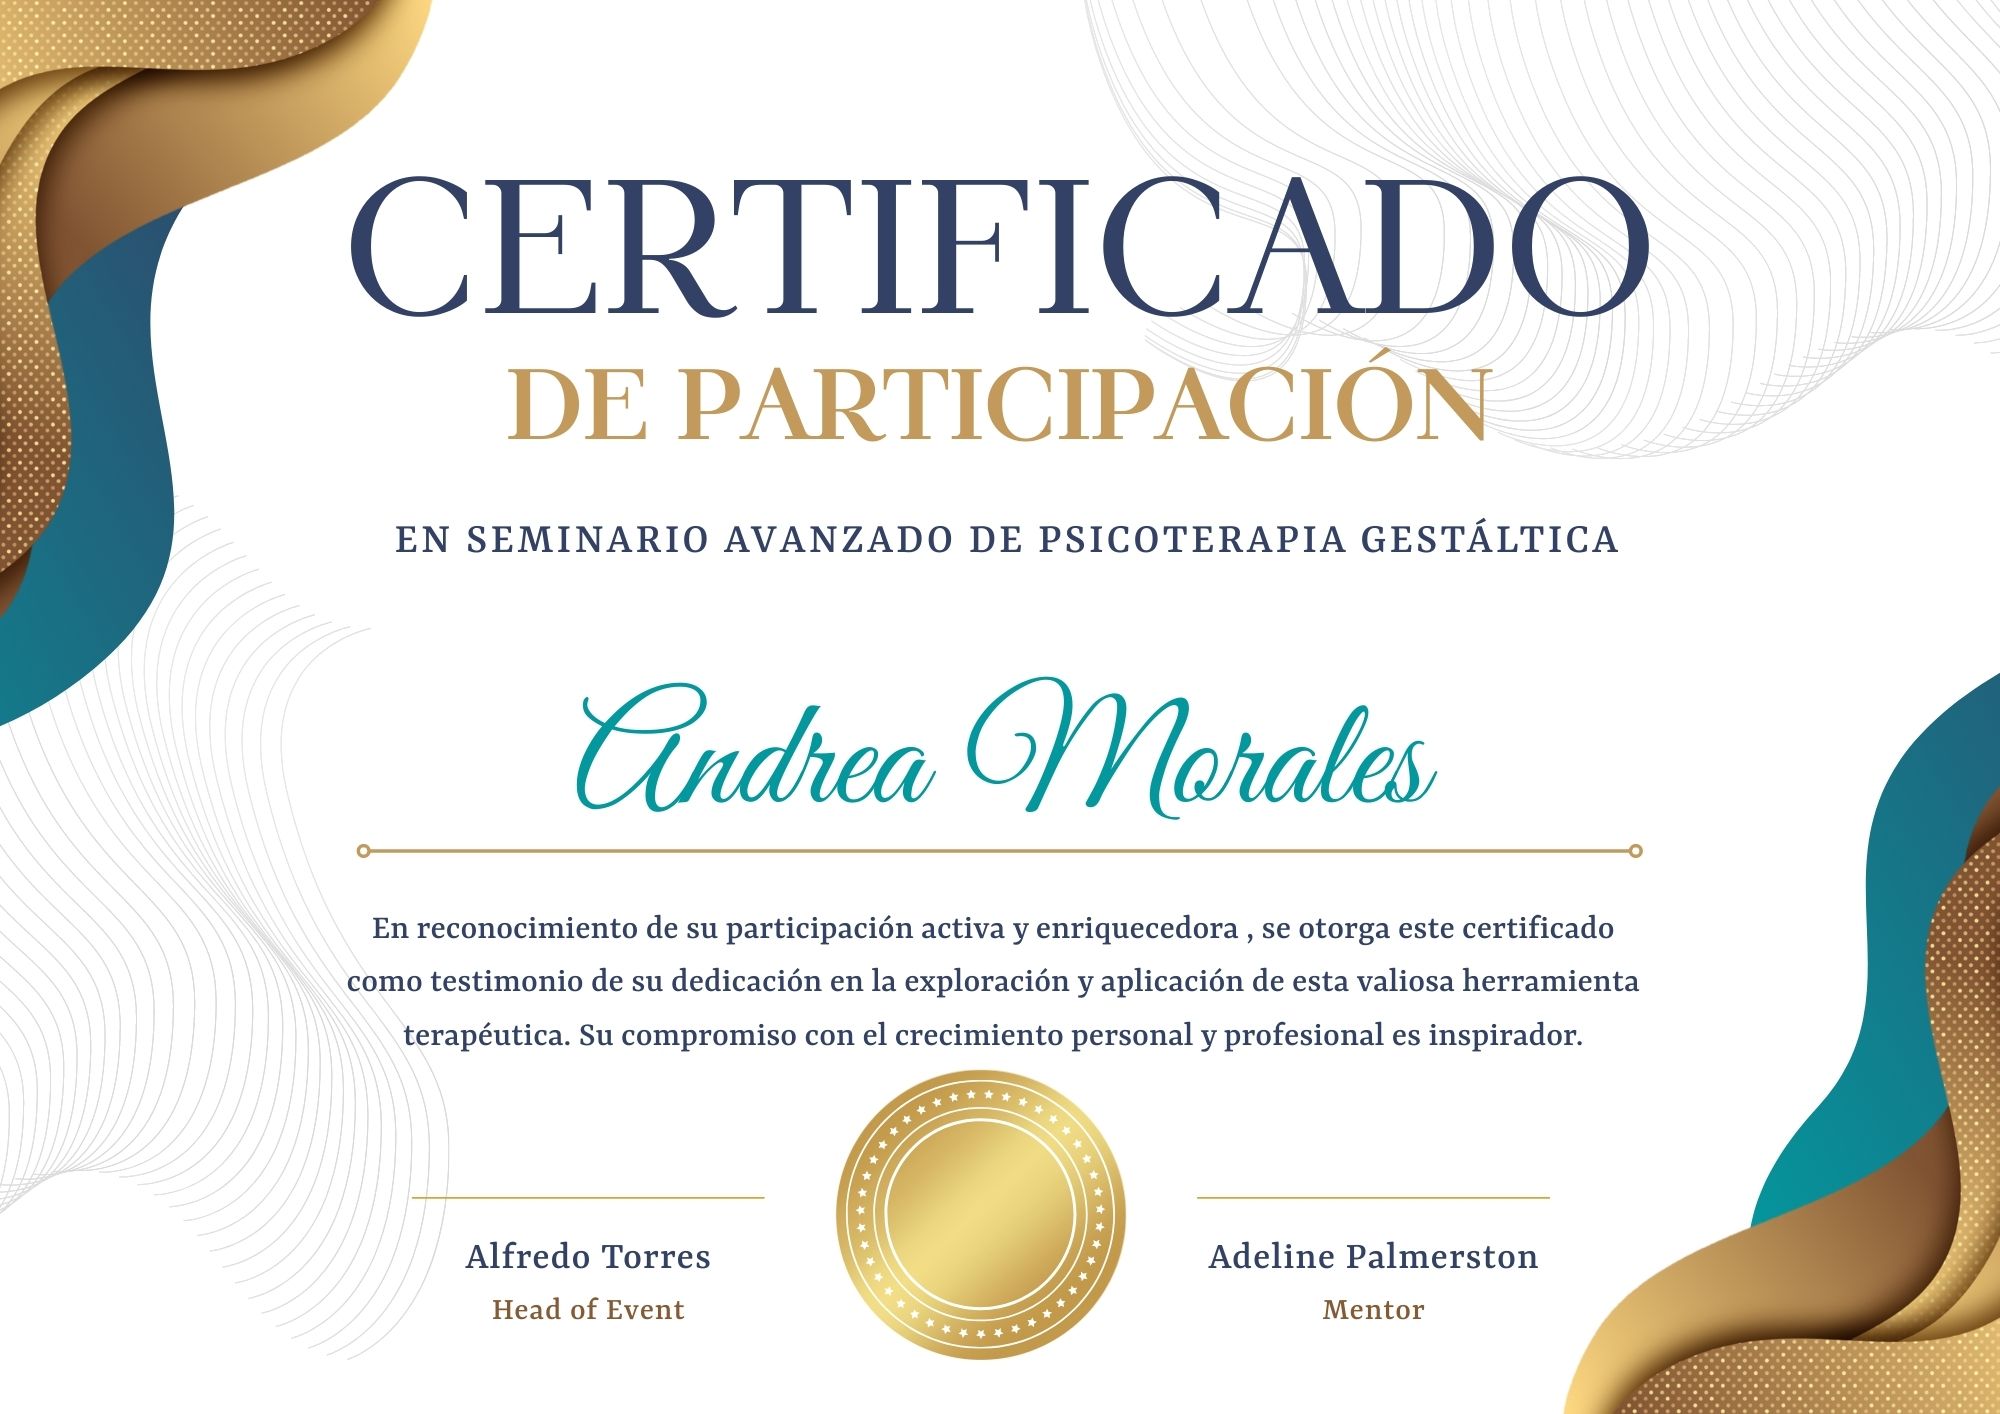 CERTIFICADO
DE PARTICIPACIÓN
EN SEMINARIO AVANZADO DE PSICOTERAPIA GESTÁLTICA
Andrea Morales
En reconocimiento de su participación activa y enriquecedora , se otorga este certificado
como testimonio de su dedicación en la exploración y aplicación de esta valiosa herramienta
terapéutica. Su compromiso con el crecimiento personal y profesional es inspirador.
Alfredo Torres
Head of Event
Adeline Palmerston
Mentor